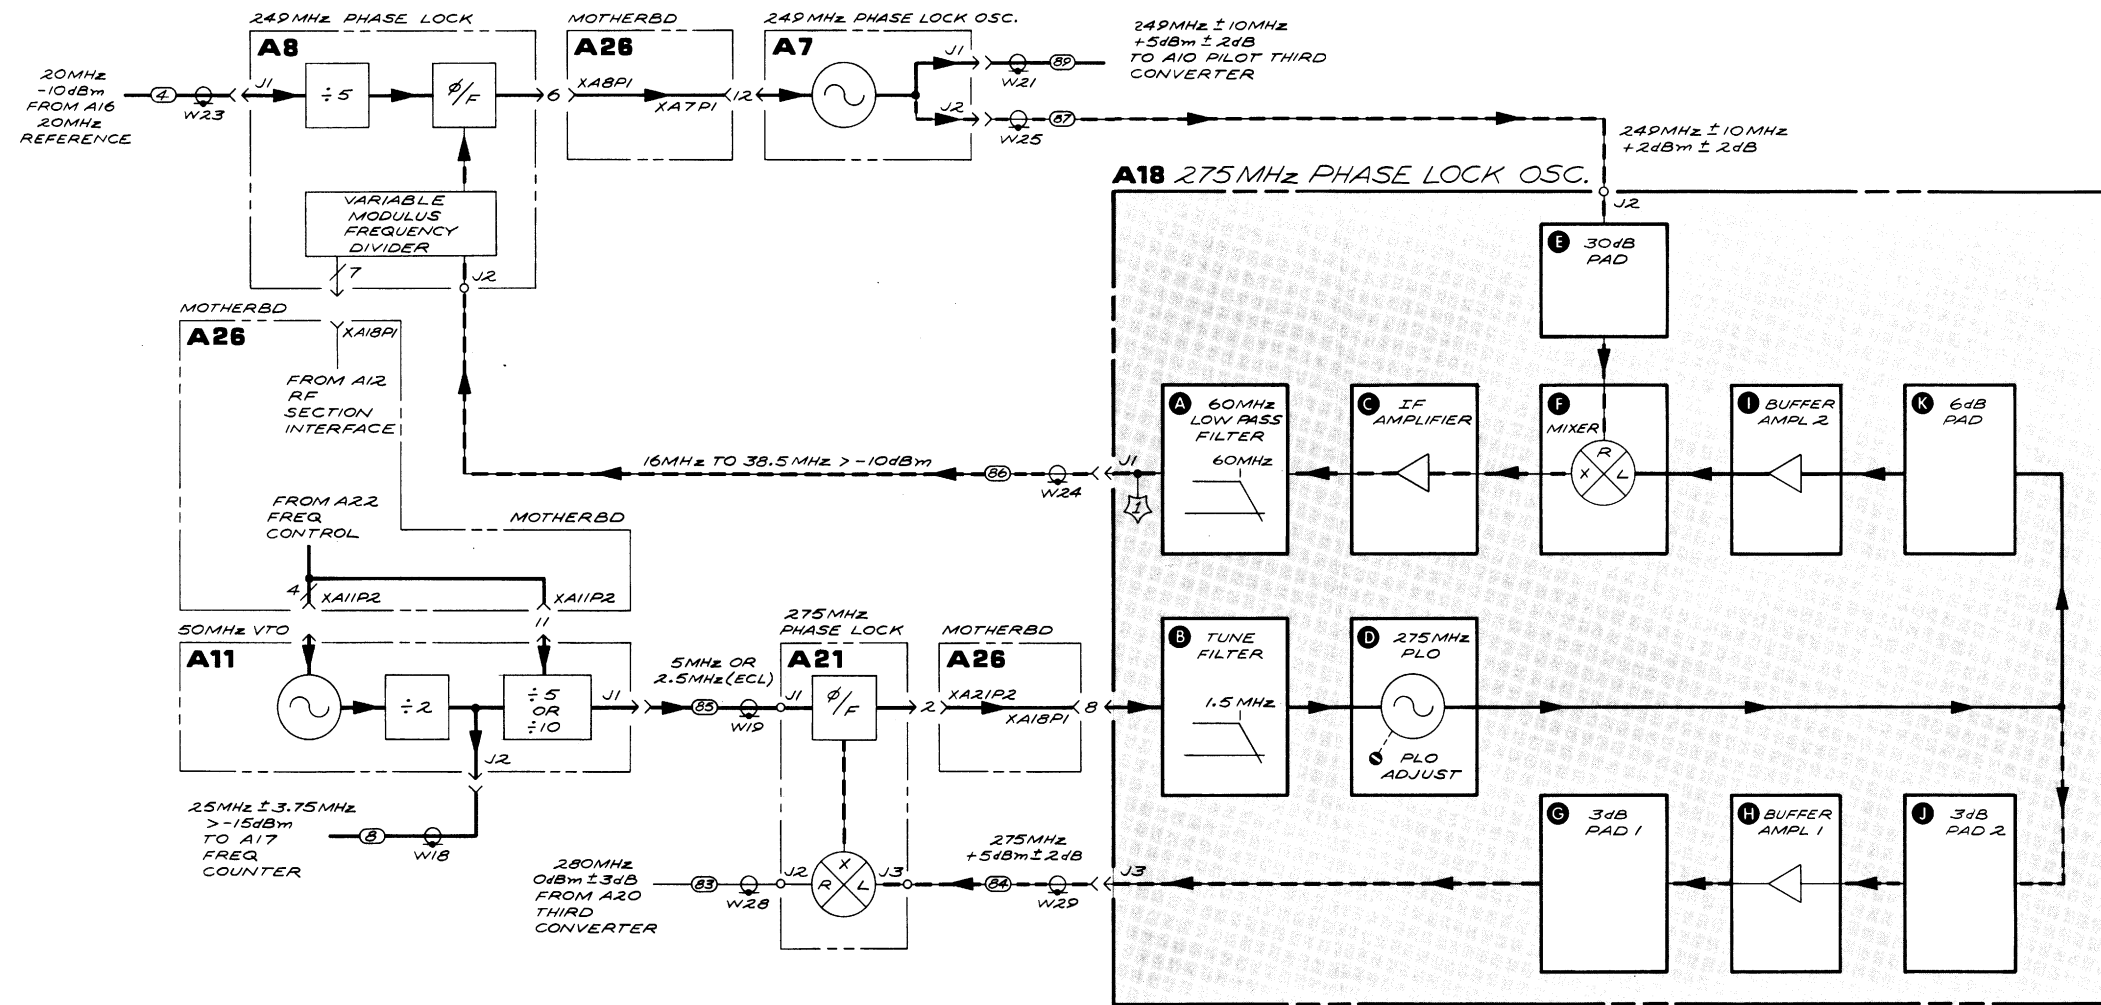 249MHz PHASE LOCK
A8
20MHz
-10dBm
FROM A16
20MHz
REFERENCE
4
W23
J1
÷5
φ/F
6
VARIABLE
MODULUS
FREQUENCY
DIVIDER
7
J2
MOTHERBD
A26
XA8P1
XA7P1
12
249MHz PHASE LOCK OSC.
A7
J1
J2
W21
89
W25
87
249MHz ±10MHz
+5dBm ± 2dB
TO A10 PILOT THIRD
CONVERTER
249MHz ±10MHz
+2dBm ± 2dB
MOTHERBD
A26
XA18P1
FROM A12
RF
SECTION
INTERFACE
FROM A22
FREQ
CONTROL
MOTHERBD
4
XA11P2
XA11P2
11
16MHz TO 38.5MHz > -10dBm
86
W24
50MHz VTO
A11
÷2
÷5
OR
÷10
J1
J2
25MHz ±3.75MHz
>-15dBm
TO A17
FREQ
COUNTER
8
W18
5MHz OR
2.5MHz(ECL)
85
W19
275MHz
PHASE LOCK
A21
J1
φ/F
2
J2
X
R
L
J3
280MHz
0dBm±3dB
FROM A20
THIRD
CONVERTER
83
W28
MOTHERBD
A26
XA21P2
XA18P1
8
275MHz
+5dBm±2dB
84
W29
A18 275MHz PHASE LOCK OSC.
J2
E 30dB
PAD
J1
1
A 60MHz
LOW PASS
FILTER
60MHz
C IF
AMPLIFIER
F
MIXER
R
X
L
I BUFFER
AMPL 2
K 6dB
PAD
B TUNE
FILTER
1.5MHz
D 275MHz
PLO
PLO
ADJUST
J3
G 3dB
PAD 1
H BUFFER
AMPL 1
J 3dB
PAD 2